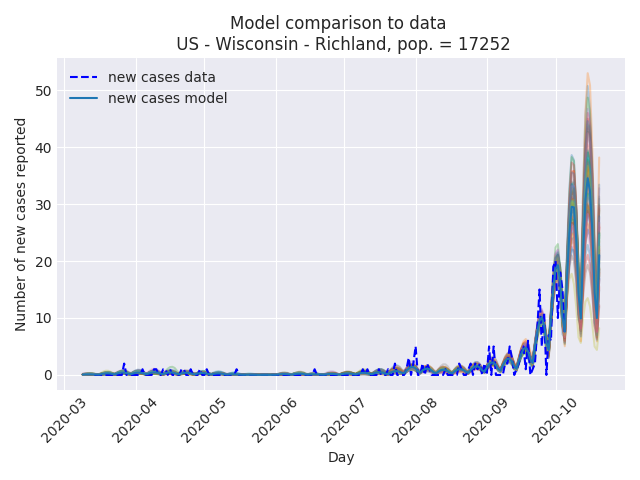 Model comparison to data
US - Wisconsin - Richland, pop. = 17252
new cases data
new cases model
Number of new cases reported
50
40
30
20
10
0
2020-03
2020-04
2020-05
2020-06
2020-07
2020-08
2020-09
2020-10
Day